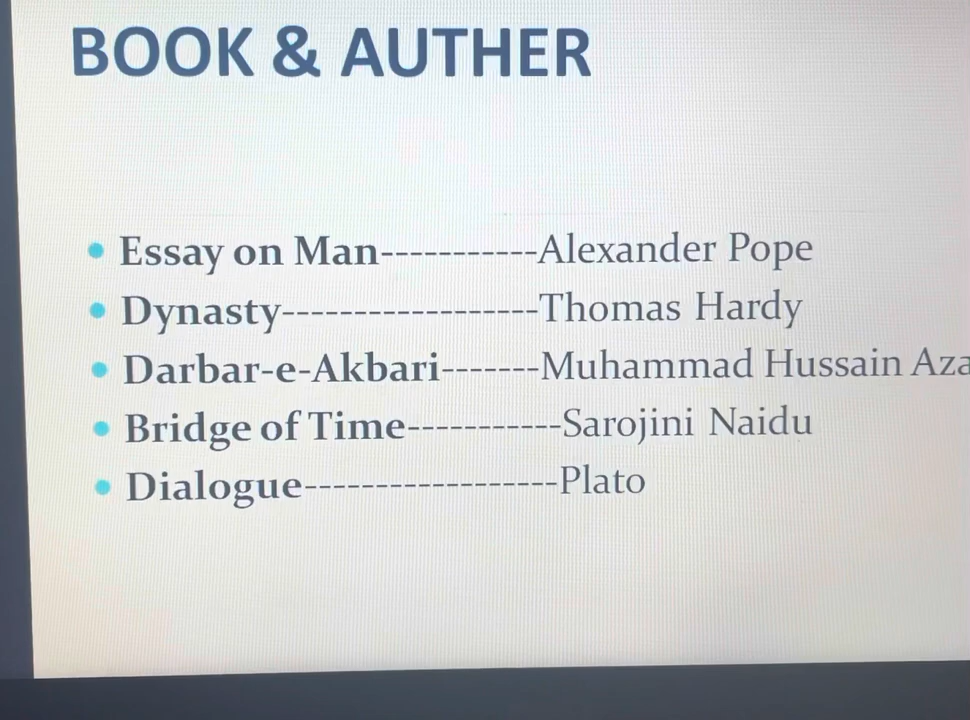 BOOK & AUTHER
• Essay on Man-----------Alexander Pope
• Dynasty------------------Thomas Hardy
• Darbar-e-Akbari-------Muhammad Hussain Aza
• Bridge of Time-----------Sarojini Naidu
• Dialogue------------------Plato